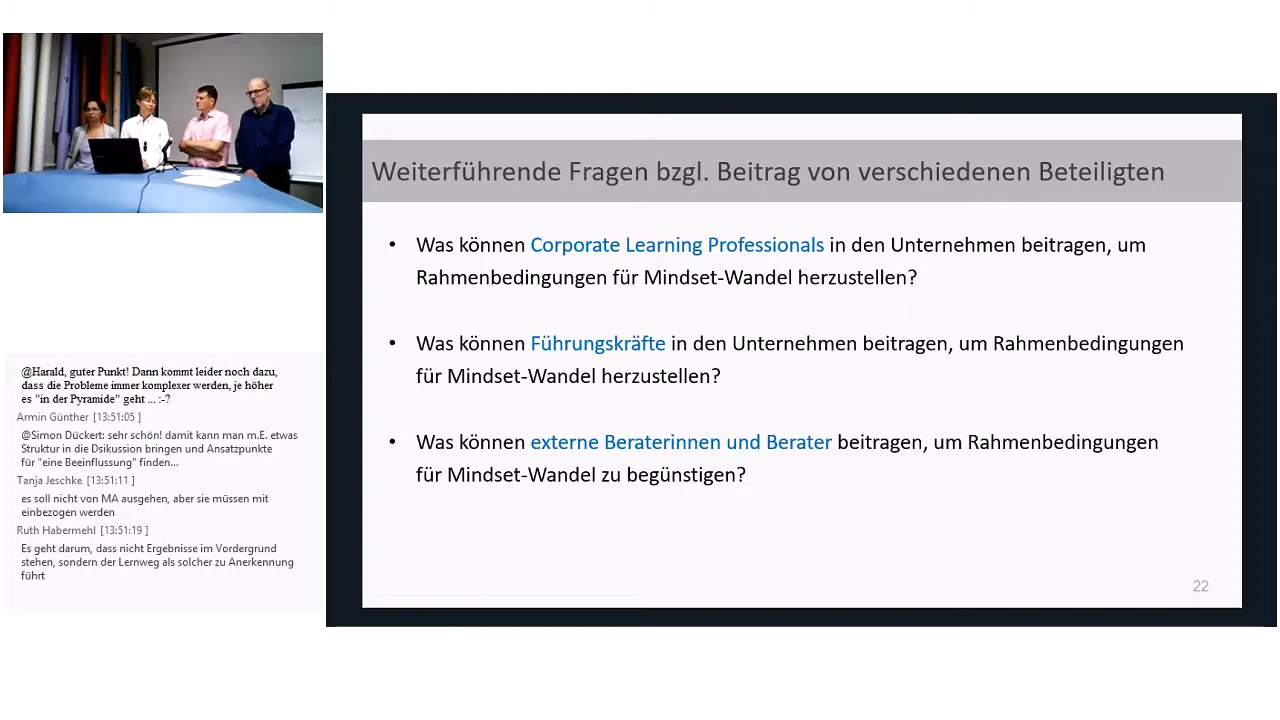 @Harald, guter Punkt! Dann kommt leider noch dazu,
dass die Probleme immer komplexer werden, je höher
es "in der Pyramide" geht ... :-?
Armin Günther [13:51:05 ]
@Simon Dückert: sehr schön! damit kann man m.E. etwas
Struktur in die Dsikussion bringen und Ansatzpunkte
für "eine Beeinflussung" finden...
Tanja Jeschke [13:51:11 ]
es soll nicht von MA ausgehen, aber sie müssen mit
einbezogen werden
Ruth Habermehl [13:51:19 ]
Es geht darum, dass nicht Ergebnisse im Vordergrund
stehen, sondern der Lernweg als solcher zu Anerkennung
führt
Weiterführende Fragen bzgl. Beitrag von verschiedenen Beteiligten
• Was können Corporate Learning Professionals in den Unternehmen beitragen, um
Rahmenbedingungen für Mindset-Wandel herzustellen?
• Was können Führungskräfte in den Unternehmen beitragen, um Rahmenbedingungen
für Mindset-Wandel herzustellen?
• Was können externe Beraterinnen und Berater beitragen, um Rahmenbedingungen
für Mindset-Wandel zu begünstigen?
22